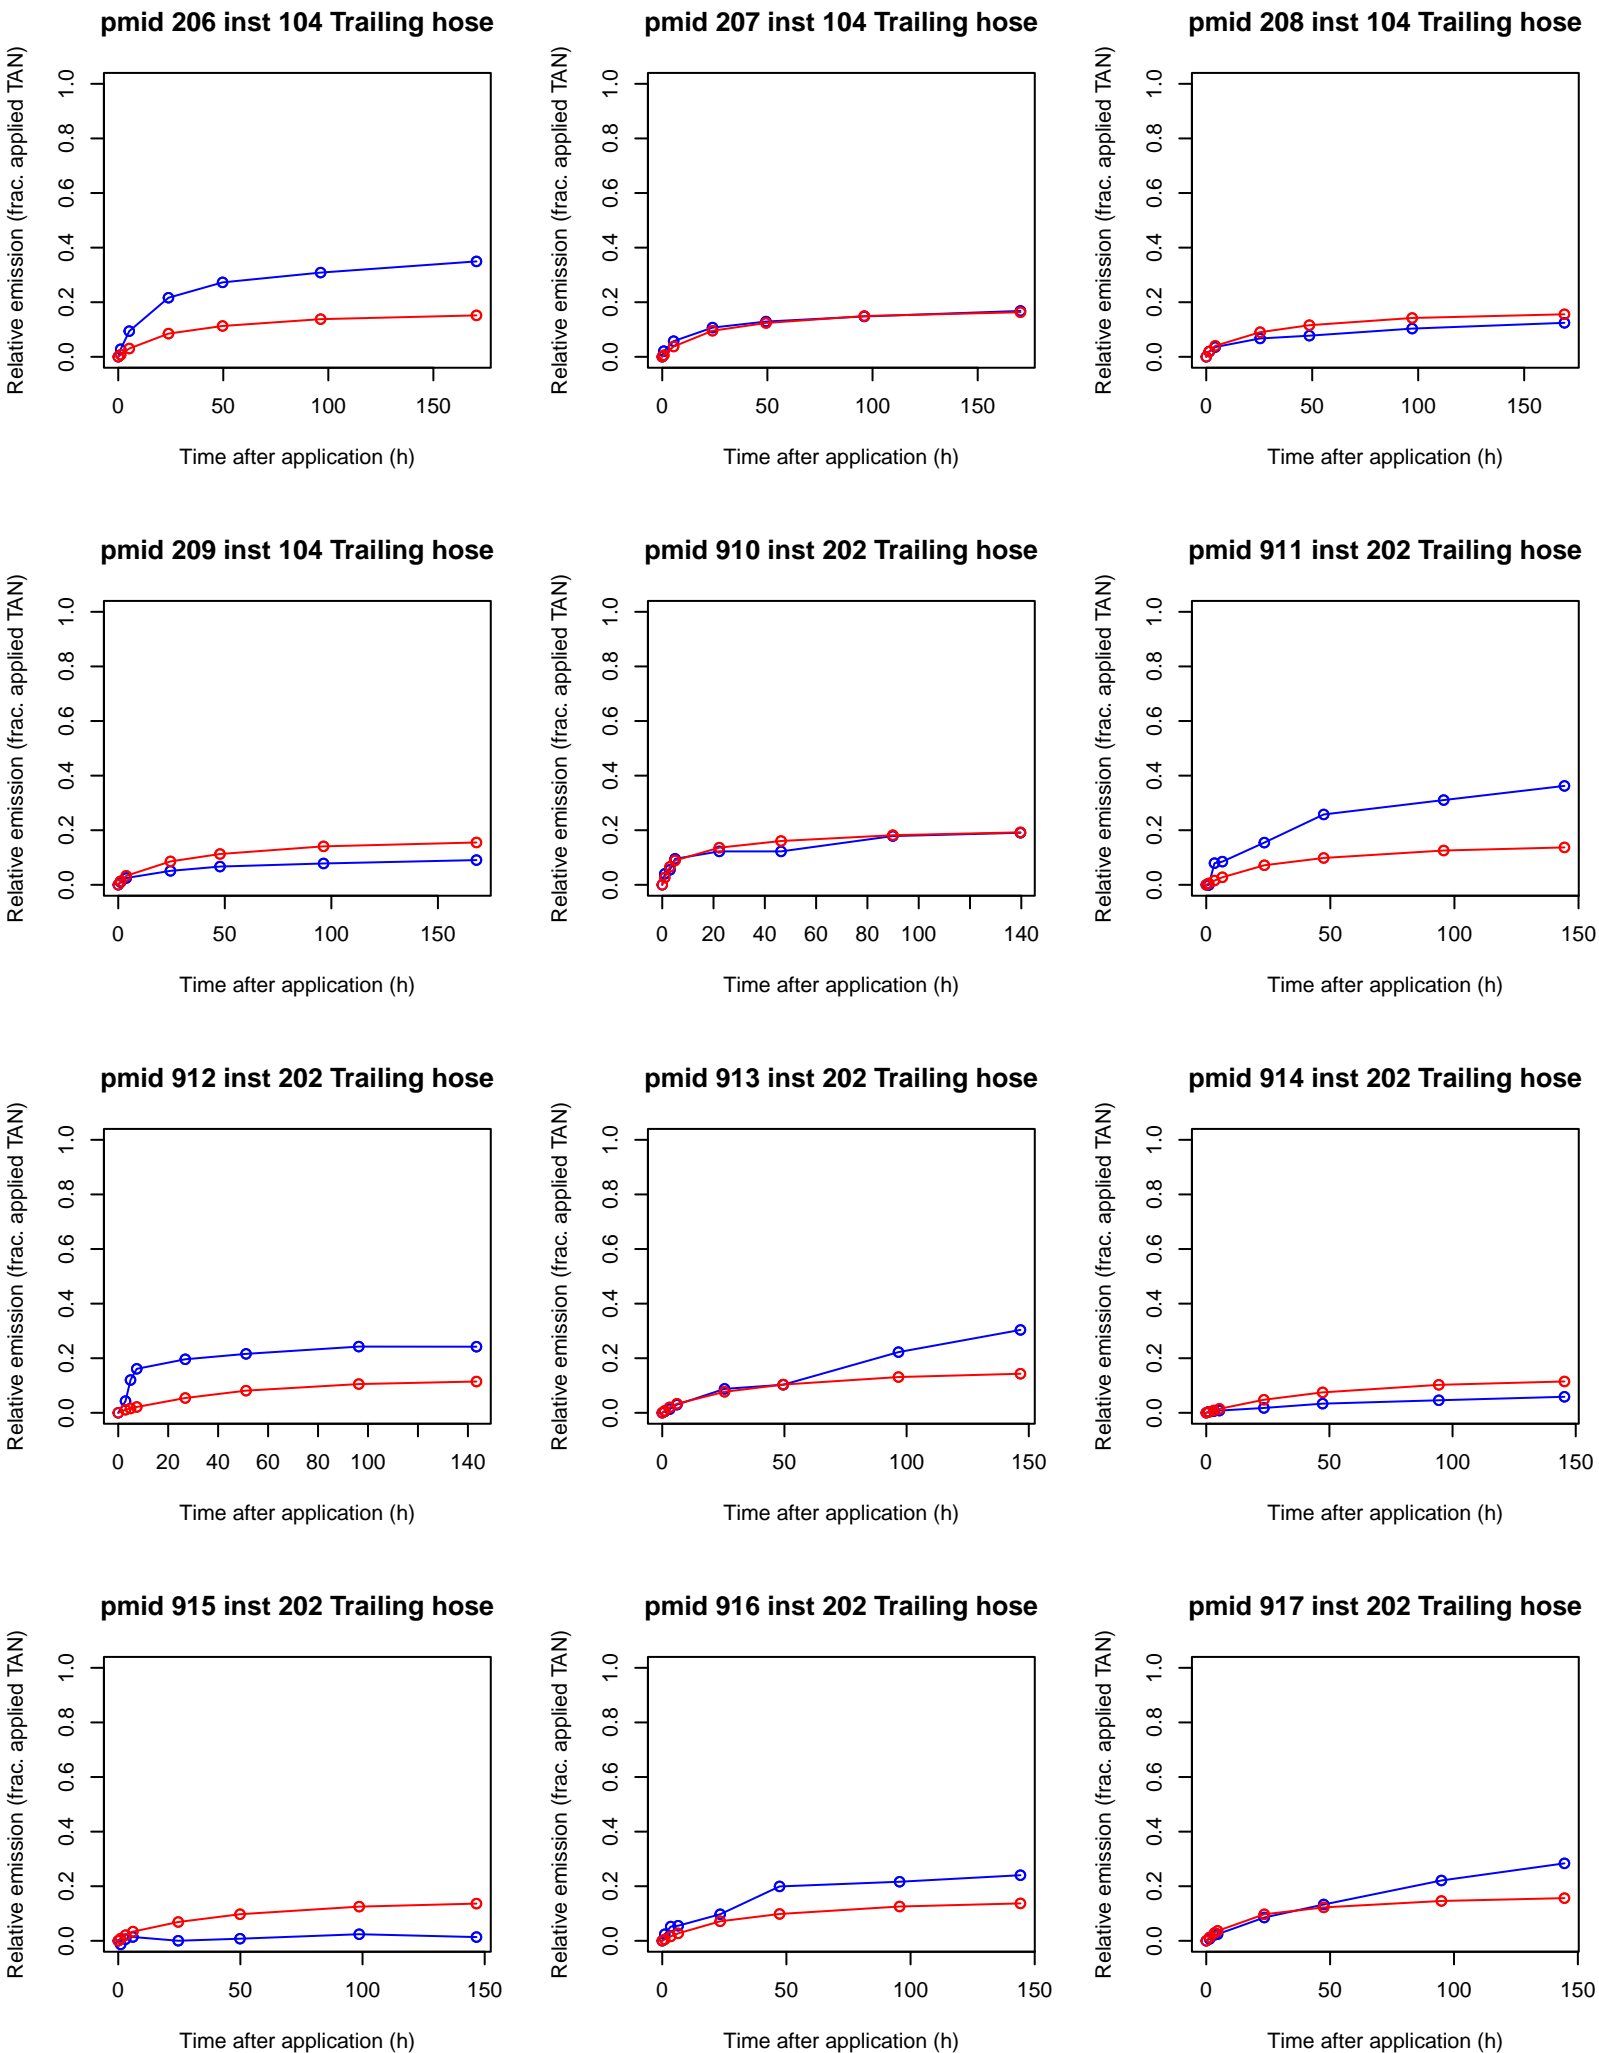 pmid 206 inst 104 Trailing hose
Relative emission (frac. applied TAN)
0.0 0.2 0.4 0.6 0.8 1.0
0 50 100 150
Time after application (h)
pmid 207 inst 104 Trailing hose
Relative emission (frac. applied TAN)
0.0 0.2 0.4 0.6 0.8 1.0
0 50 100 150
Time after application (h)
pmid 208 inst 104 Trailing hose
Relative emission (frac. applied TAN)
0.0 0.2 0.4 0.6 0.8 1.0
0 50 100 150
Time after application (h)
pmid 209 inst 104 Trailing hose
Relative emission (frac. applied TAN)
0.0 0.2 0.4 0.6 0.8 1.0
0 50 100 150
Time after application (h)
pmid 910 inst 202 Trailing hose
Relative emission (frac. applied TAN)
0.0 0.2 0.4 0.6 0.8 1.0
0 20 40 60 80 100 140
Time after application (h)
pmid 911 inst 202 Trailing hose
Relative emission (frac. applied TAN)
0.0 0.2 0.4 0.6 0.8 1.0
0 50 100 150
Time after application (h)
pmid 912 inst 202 Trailing hose
Relative emission (frac. applied TAN)
0.0 0.2 0.4 0.6 0.8 1.0
0 20 40 60 80 100 140
Time after application (h)
pmid 913 inst 202 Trailing hose
Relative emission (frac. applied TAN)
0.0 0.2 0.4 0.6 0.8 1.0
0 50 100 150
Time after application (h)
pmid 914 inst 202 Trailing hose
Relative emission (frac. applied TAN)
0.0 0.2 0.4 0.6 0.8 1.0
0 50 100 150
Time after application (h)
pmid 915 inst 202 Trailing hose
Relative emission (frac. applied TAN)
0.0 0.2 0.4 0.6 0.8 1.0
0 50 100 150
Time after application (h)
pmid 916 inst 202 Trailing hose
Relative emission (frac. applied TAN)
0.0 0.2 0.4 0.6 0.8 1.0
0 50 100 150
Time after application (h)
pmid 917 inst 202 Trailing hose
Relative emission (frac. applied TAN)
0.0 0.2 0.4 0.6 0.8 1.0
0 50 100 150
Time after application (h)